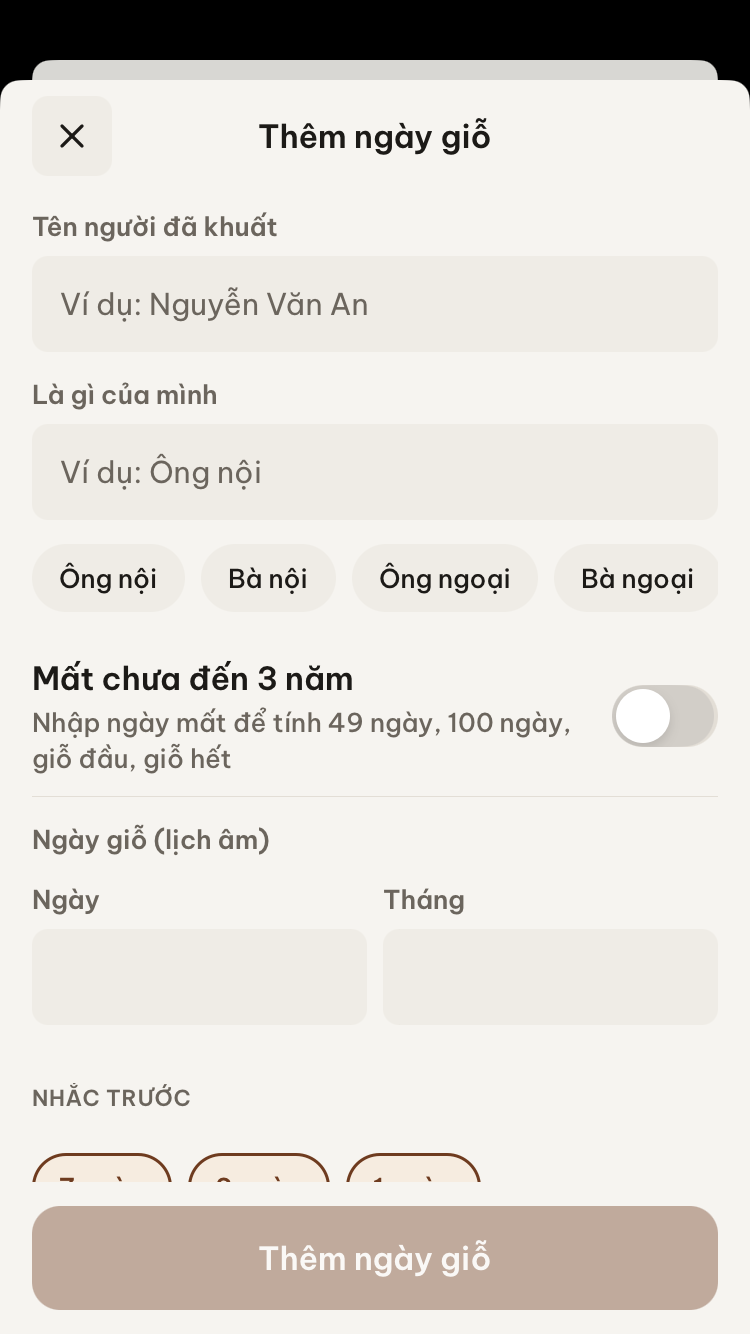 Thêm ngày giỗ
Tên người đã khuất
Ví dụ: Nguyễn Văn An
Là gì của mình
Ví dụ: Ông nội
Ông nội
Bà nội
Ông ngoại
Bà ngoại
Mất chưa đến 3 năm
Nhập ngày mất để tính 49 ngày, 100 ngày,
giỗ đầu, giỗ hết
Ngày giỗ (lịch âm)
Ngày
Tháng
NHẮC TRƯỚC
Thêm ngày giỗ